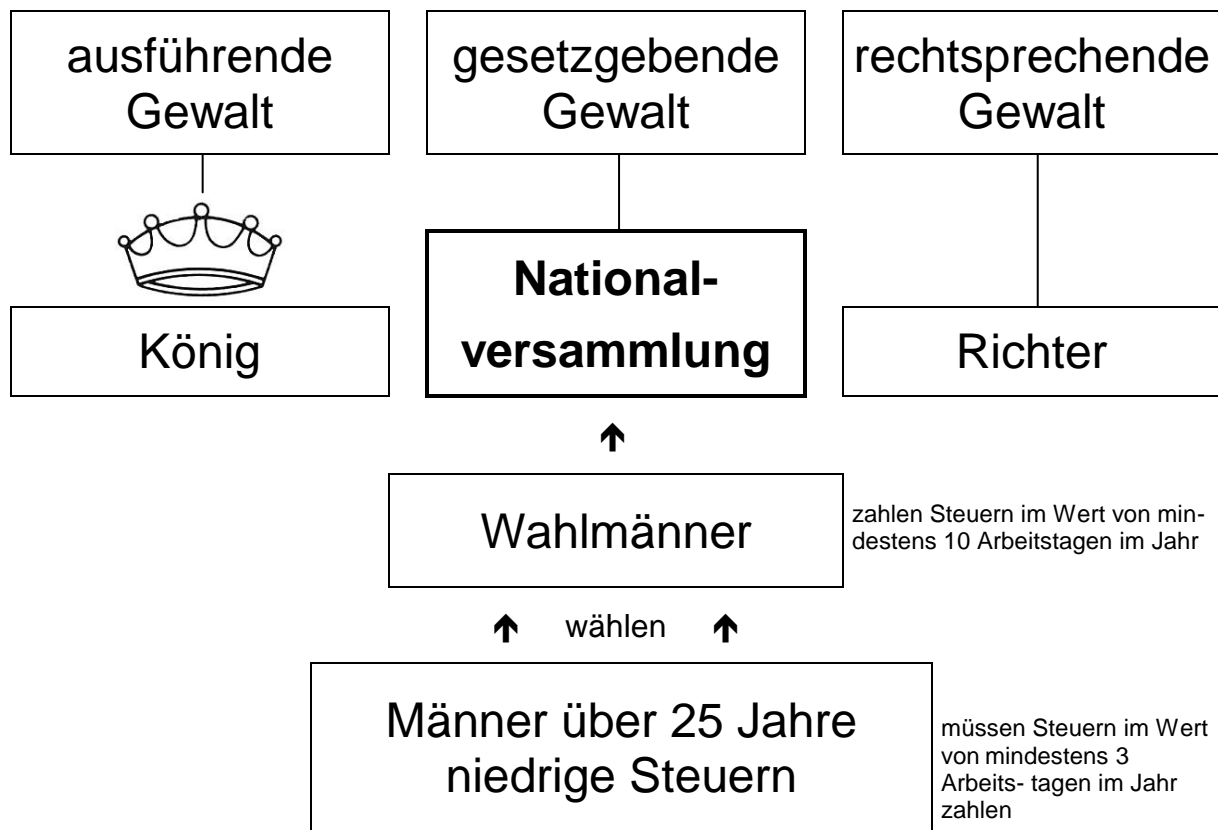 ausführende
Gewalt
gesetzgebende
Gewalt
rechtsprechende
Gewalt
König
National-
versammlung
Richter
Wahlmänner
zahlen Steuern im Wert von min-
destens 10 Arbeitstagen im Jahr
wählen
Männer über 25 Jahre
niedrige Steuern
müssen Steuern im Wert
von mindestens 3
Arbeits- tagen im Jahr
zahlen